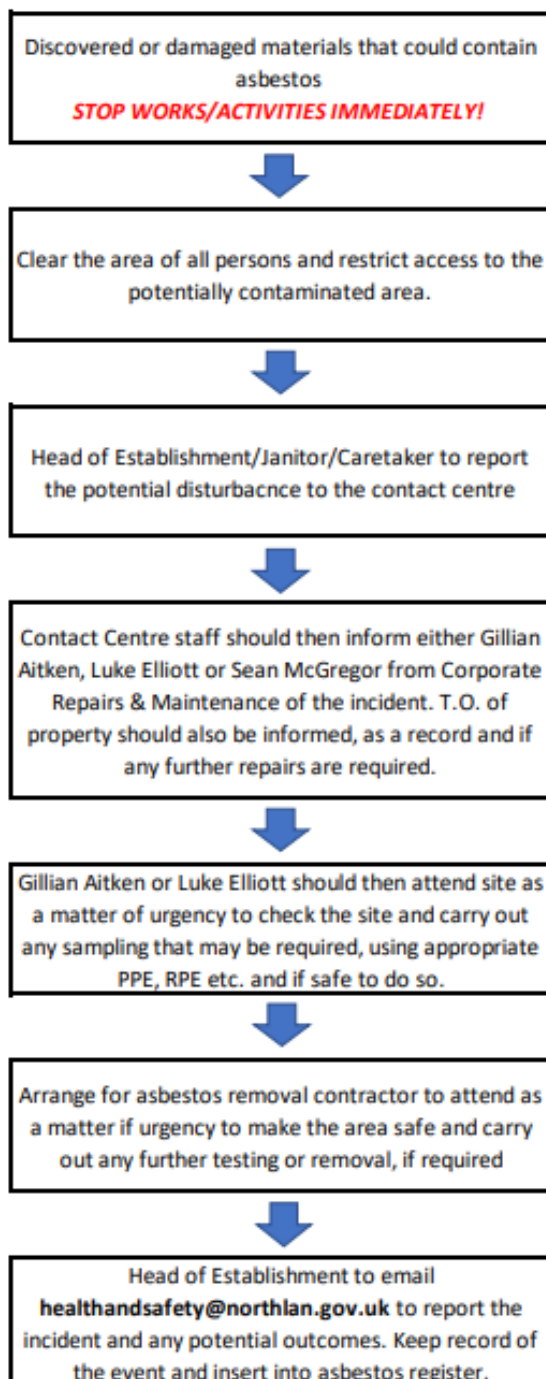 Discovered or damaged materials that could contain
asbestos
STOP WORKS/ACTIVITIES IMMEDIATELY!
Clear the area of all persons and restrict access to the
potentially contaminated area.
Head of Establishment/Janitor/Caretaker to report
the potential disturbacnce to the contact centre
Contact Centre staff should then inform either Gillian
Aitken, Luke Elliott or Sean McGregor from Corporate
Repairs & Maintenance of the incident. T.O. of
property should also be informed, as a record and if
any further repairs are required.
Gillian Aitken or Luke Elliott should then attend site as
a matter of urgency to check the site and carry out
any sampling that may be required, using appropriate
PPE, RPE etc. and if safe to do so.
Arrange for asbestos removal contractor to attend as
a matter if urgency to make the area safe and carry
out any further testing or removal, if required
Head of Establishment to email
healthandsafety@northlan.gov.uk to report the
incident and any potential outcomes. Keep record of
the event and insert into asbestos register.